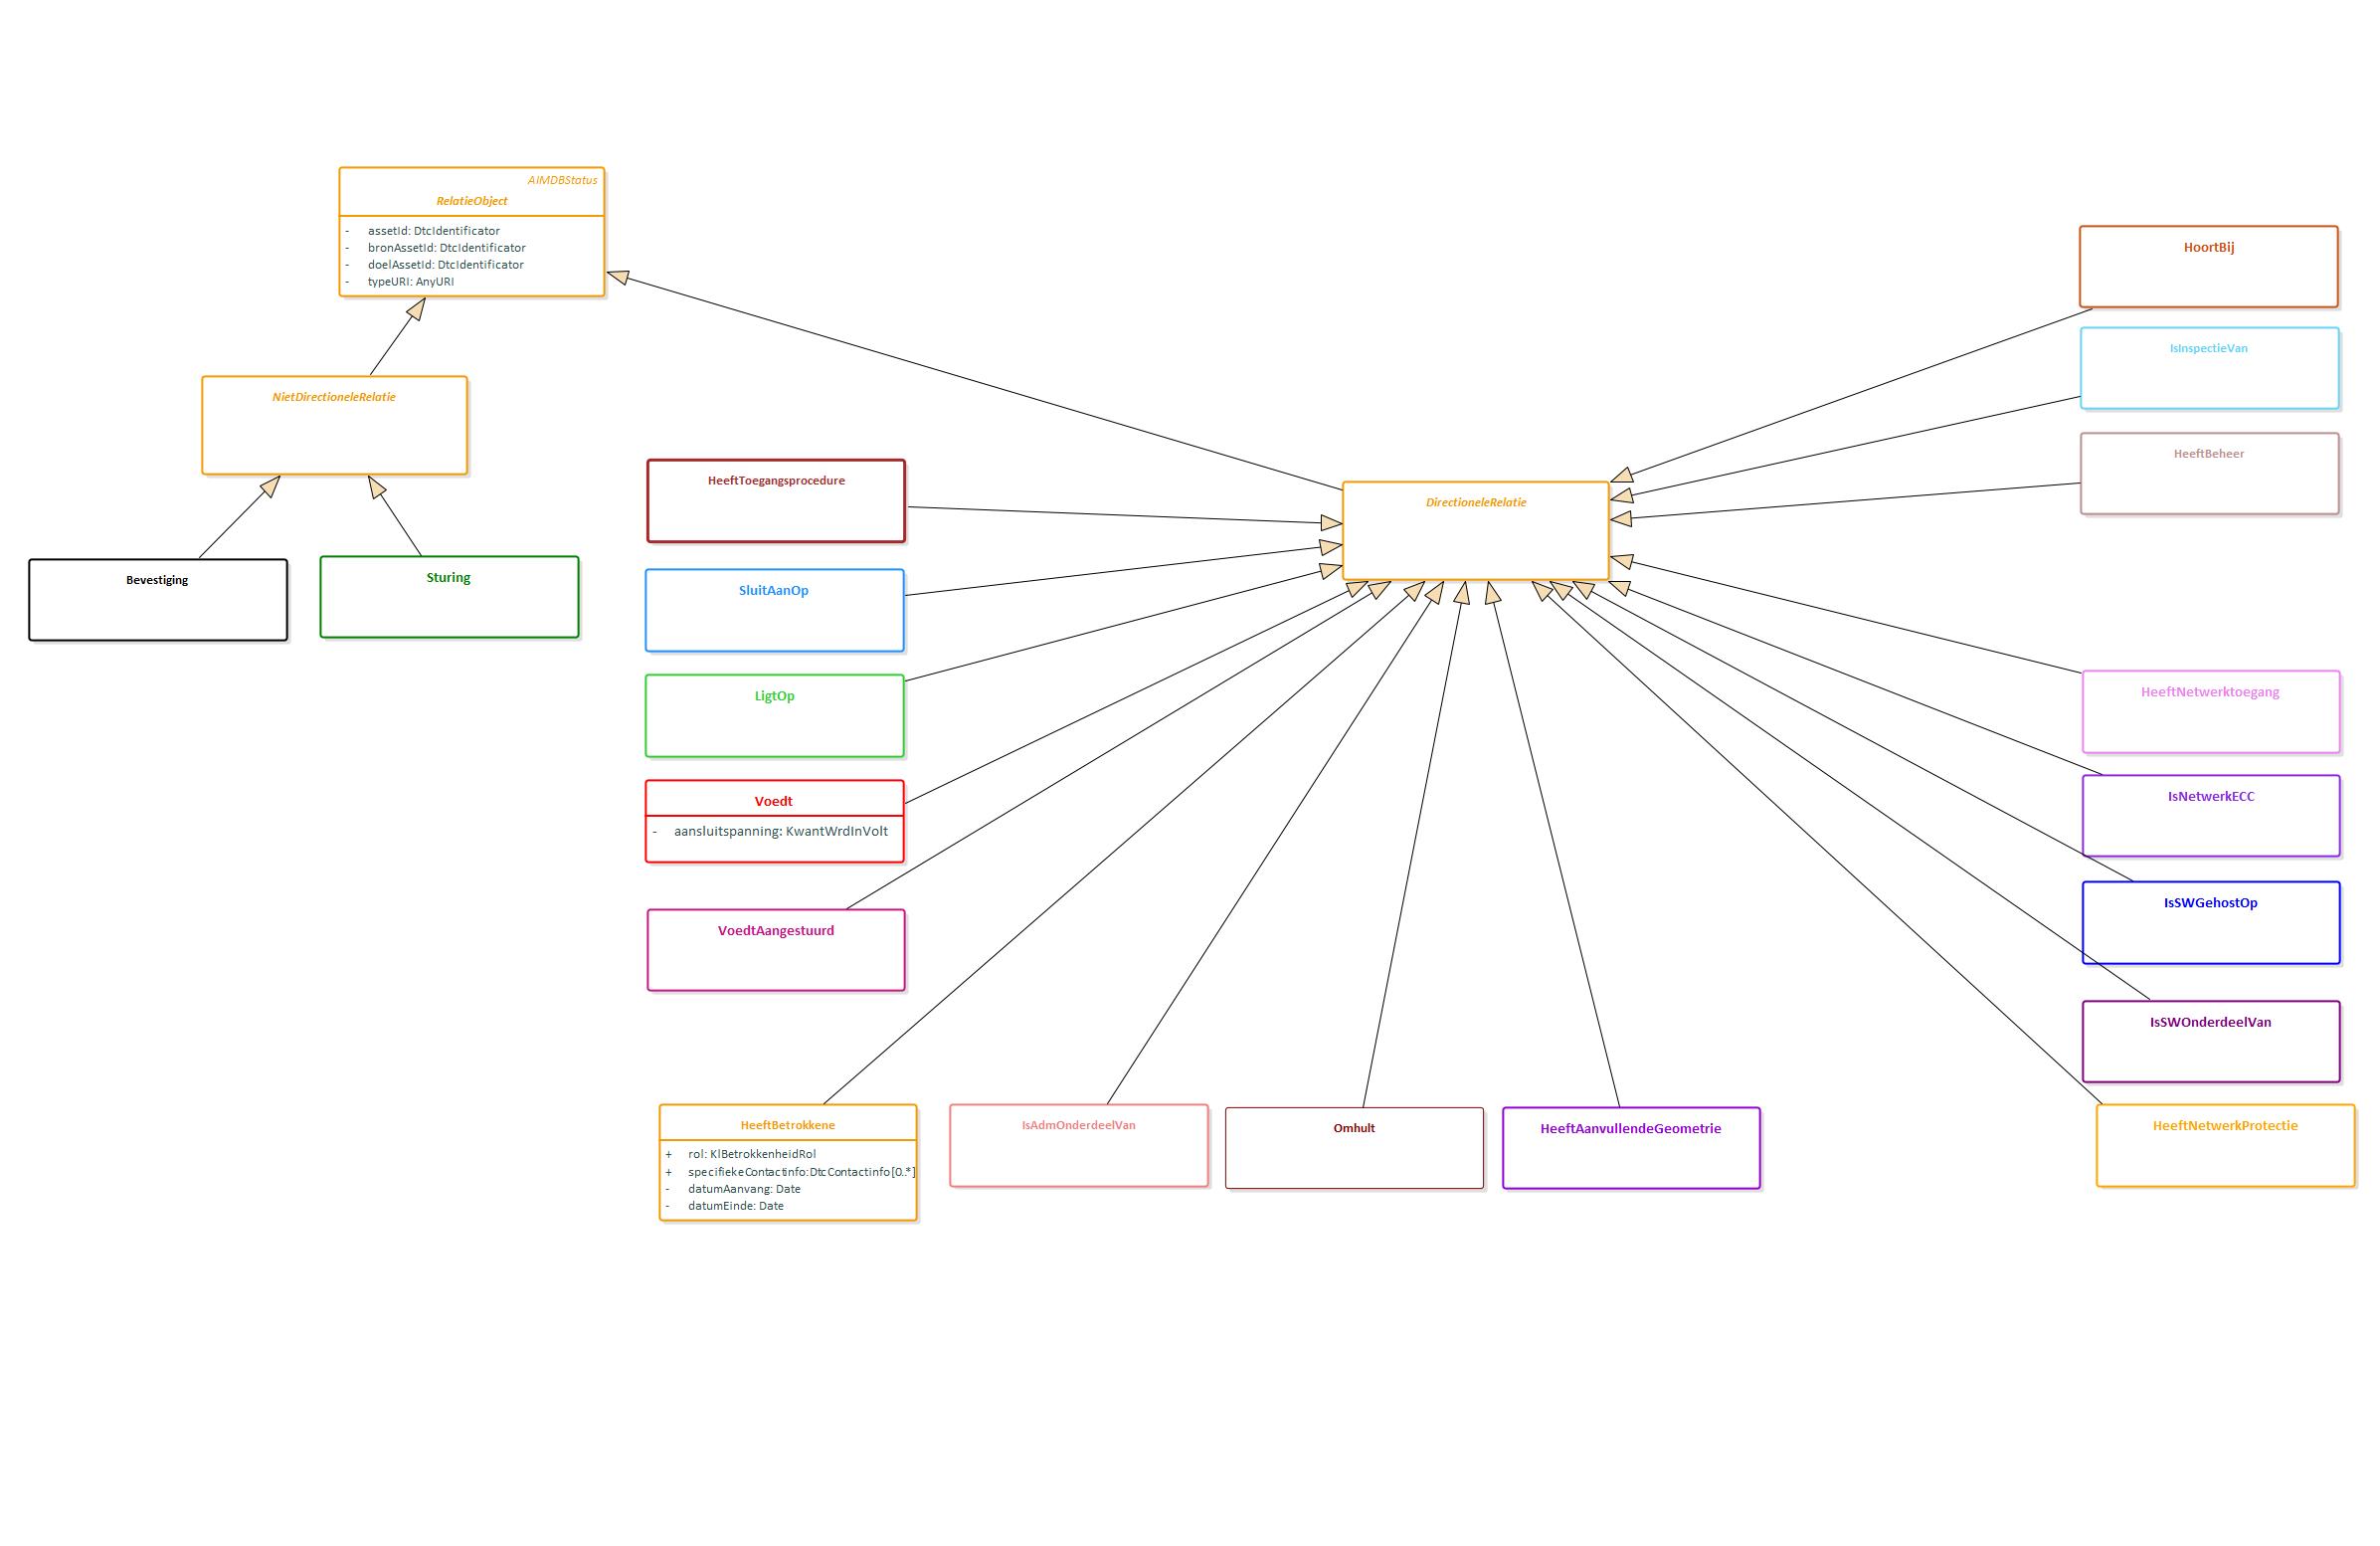 AIMDBStatus
RelatieObject
- assetId: DtcIdentificator
- bronAssetId: DtcIdentificator
- doelAssetId: DtcIdentificator
- typeURI: AnyURI
NietDirectioneleRelatie
Bevestiging
Sturing
HeeftToegangsprocedure
SluitAanOp
LigtOp
Voedt
- aansluitspanning: KwantWrdInVolt
VoedtAangestuurd
HeeftBetrokkene
+ rol: KlBetrokkenheidRol
+ specifiekeContactinfo: DtcContactinfo [0..*]
- datumAanvang: Date
- datumEinde: Date
IsAdmOnderdeelVan
Omhult
HeeftAanvullendeGeometrie
DirectioneleRelatie
HoortBij
IsInspectieVan
HeeftBeheer
HeeftNetwerktoegang
IsNetwerkECC
IsSWGehostOp
IsSWOnderdeelVan
HeeftNetwerkProtectie